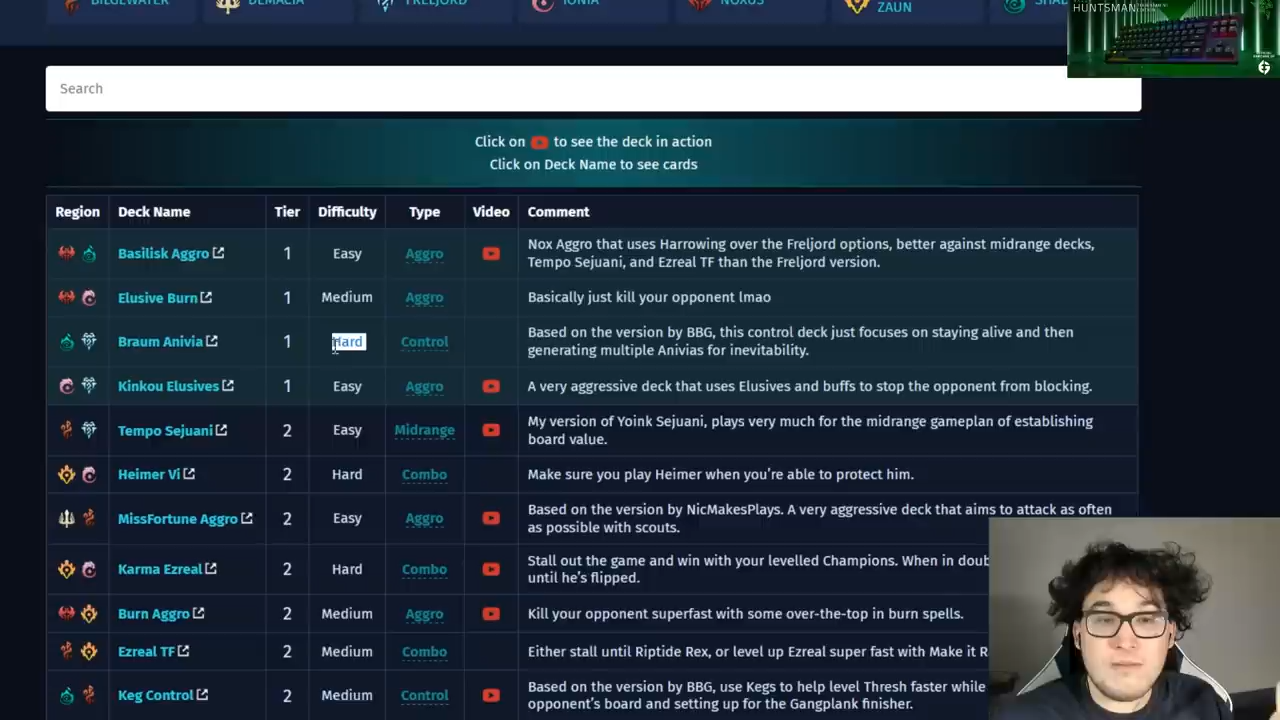 BILGEWATER DEMACIA FRELJORD IONIA NOXUS ZAUN
HUNTSMAN
Search
Click on to see the deck in action
Click on Deck Name to see cards
Region Deck Name Tier Difficulty Type Video Comment
Basilisk Aggro 1 Easy Aggro Nox Aggro that uses Harrowing over the Freljord options, better against midrange decks,
Tempo Sejuani, and Ezreal TF than the Freljord version.
Elusive Burn 1 Medium Aggro Basically just kill your opponent lmao
Braum Anivia 1 Hard Control Based on the version by BBG, this control deck just focuses on staying alive and then
generating multiple Anivias for inevitability.
Kinkou Elusives 1 Easy Aggro A very aggressive deck that uses Elusives and buffs to stop the opponent from blocking.
Tempo Sejuani 2 Easy Midrange My version of Yoink Sejuani, plays very much for the midrange gameplan of establishing
board value.
Heimer Vi 2 Hard Combo Make sure you play Heimer when you're able to protect him.
MissFortune Aggro 2 Easy Aggro Based on the version by NicMakesPlays. A very aggressive deck that aims to attack as often
as possible with scouts.
Karma Ezreal 2 Hard Combo Stall out the game and win with your levelled Champions. When in doub
until he's flipped.
Burn Aggro 2 Medium Aggro Kill your opponent superfast with some over-the-top in burn spells.
Ezreal TF 2 Medium Combo Either stall until Riptide Rex, or level up Ezreal super fast with Make it R
Keg Control 2 Medium Control Based on the version by BBG, use Kegs to help level Thresh faster while
opponent's board and setting up for the Gangplank finisher.